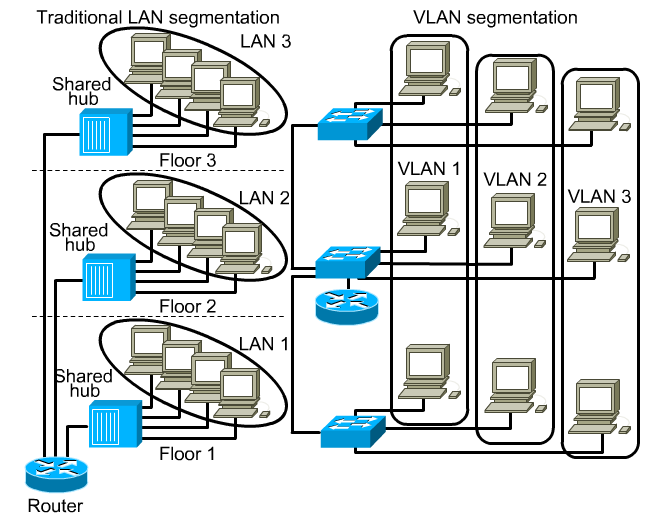 Traditional LAN segmentation
VLAN segmentation
LAN 3
Shared
hub
Floor 3
VLAN 1
VLAN 2
VLAN 3
LAN 2
Shared
hub
Floor 2
LAN 1
Shared
hub
Floor 1
Router